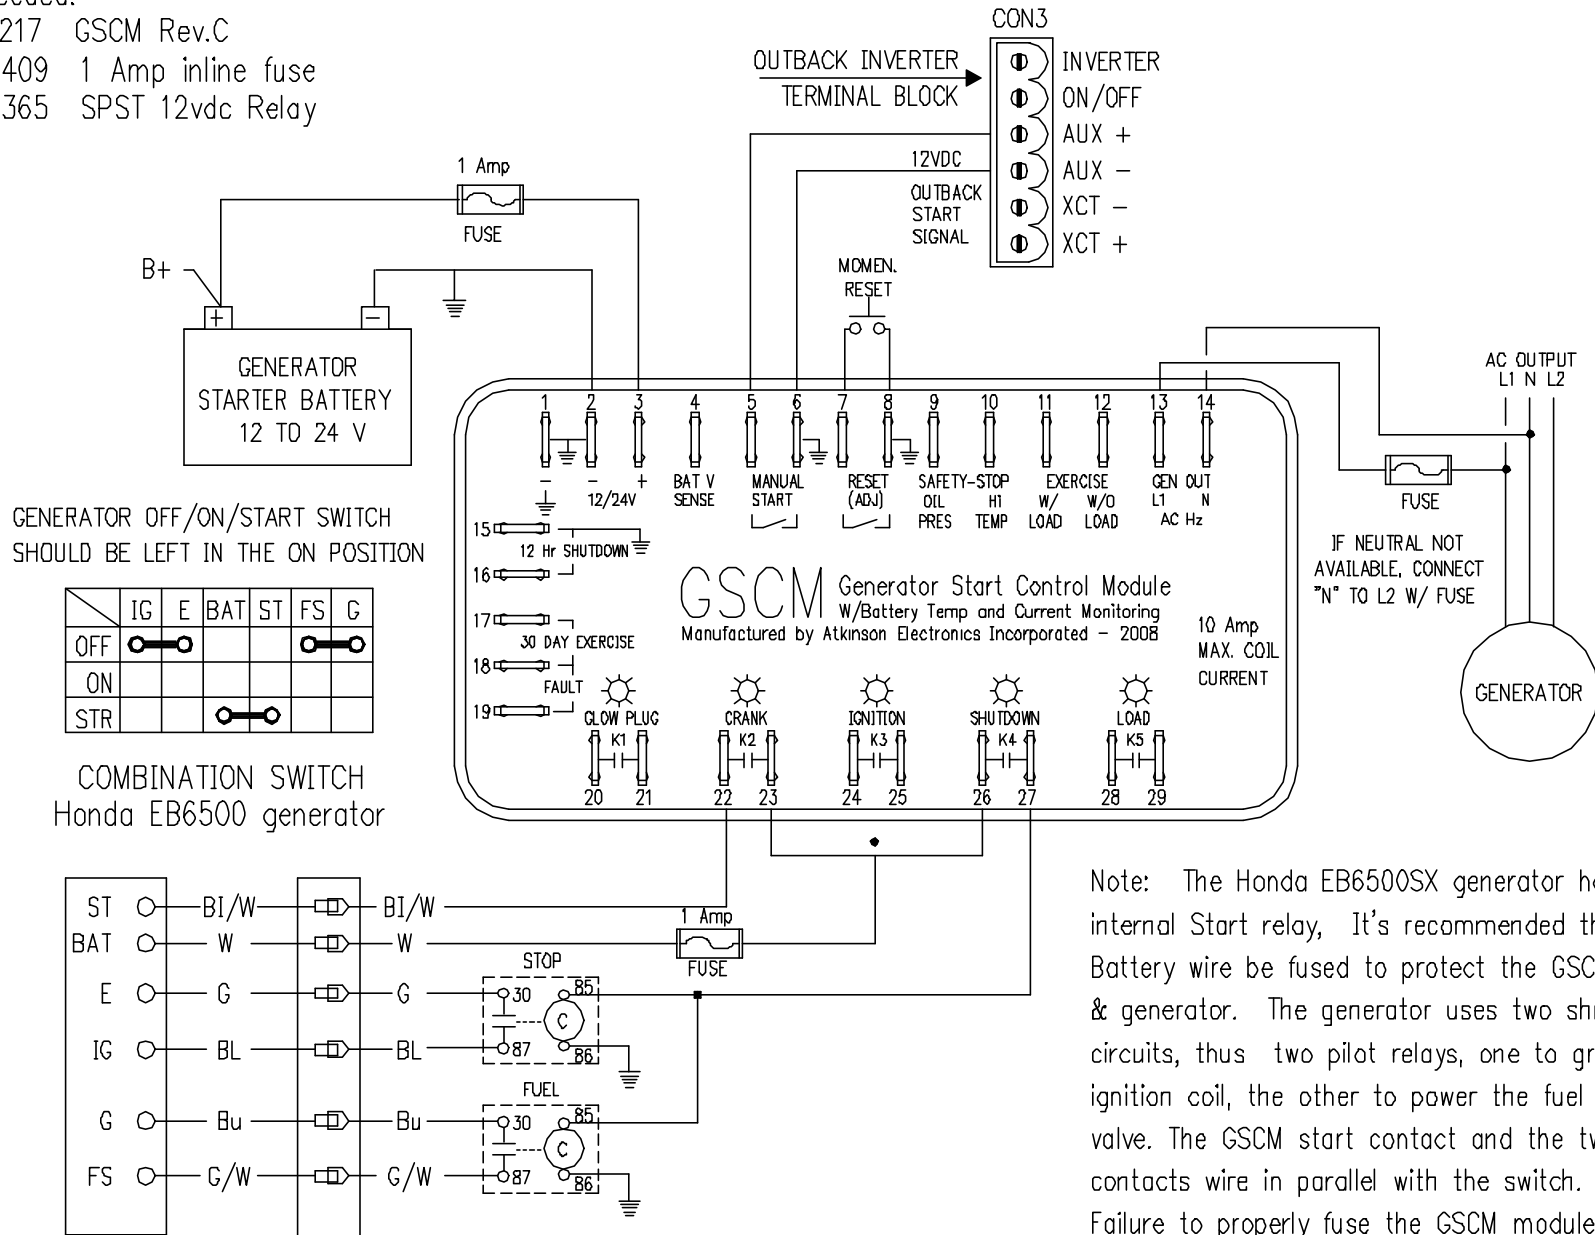 217 GSCM Rev.C
409 1 Amp inline fuse
365 SPST 12vdc Relay
CON3
OUTBACK INVERTER
TERMINAL BLOCK
INVERTER
ON/OFF
AUX +
AUX -
XCT -
XCT +
12VDC
OUTBACK
START
SIGNAL
1 Amp
FUSE
B+
+ -
GENERATOR
STARTER BATTERY
12 TO 24 V
MOMEN.
RESET
AC OUTPUT
L1 N L2
FUSE
IF NEUTRAL NOT
AVAILABLE, CONNECT
"N" TO L2 W/ FUSE
GENERATOR
1 2 3 4 5 6 7 8 9 10 11 12 13 14
- - +
12/24V
BAT V
SENSE
MANUAL
START
RESET
(ADJ)
SAFETY-STOP
OIL HI
PRES TEMP
EXERCISE
W/ W/O
LOAD LOAD
GEN OUT
L1 N
AC Hz
15
12 Hr SHUTDOWN
16
17
30 DAY EXERCISE
18
FAULT
19
GSCM Generator Start Control Module
W/Battery Temp and Current Monitoring
Manufactured by Atkinson Electronics Incorporated - 2008
10 Amp
MAX. COIL
CURRENT
GLOW PLUG
K1
CRANK
K2
IGNITION
K3
SHUTDOWN
K4
LOAD
K5
20 21 22 23 24 25 26 27 28 29
GENERATOR OFF/ON/START SWITCH
SHOULD BE LEFT IN THE ON POSITION
IG E BAT ST FS G
OFF
ON
STR
COMBINATION SWITCH
Honda EB6500 generator
ST BI/W BI/W
BAT W W
E G G
IG BL BL
G Bu Bu
FS G/W G/W
1 Amp
FUSE
STOP
30 85
C
87 86
FUEL
30 85
C
87 86
Note: The Honda EB6500SX generator
internal Start relay, It's recommended
Battery wire be fused to protect the
& generator. The generator uses two
circuits, thus two pilot relays, one to
ignition coil, the other to power the fuel
valve. The GSCM start contact and the
contacts wire in parallel with the switch.
Failure to properly fuse the GSCM module